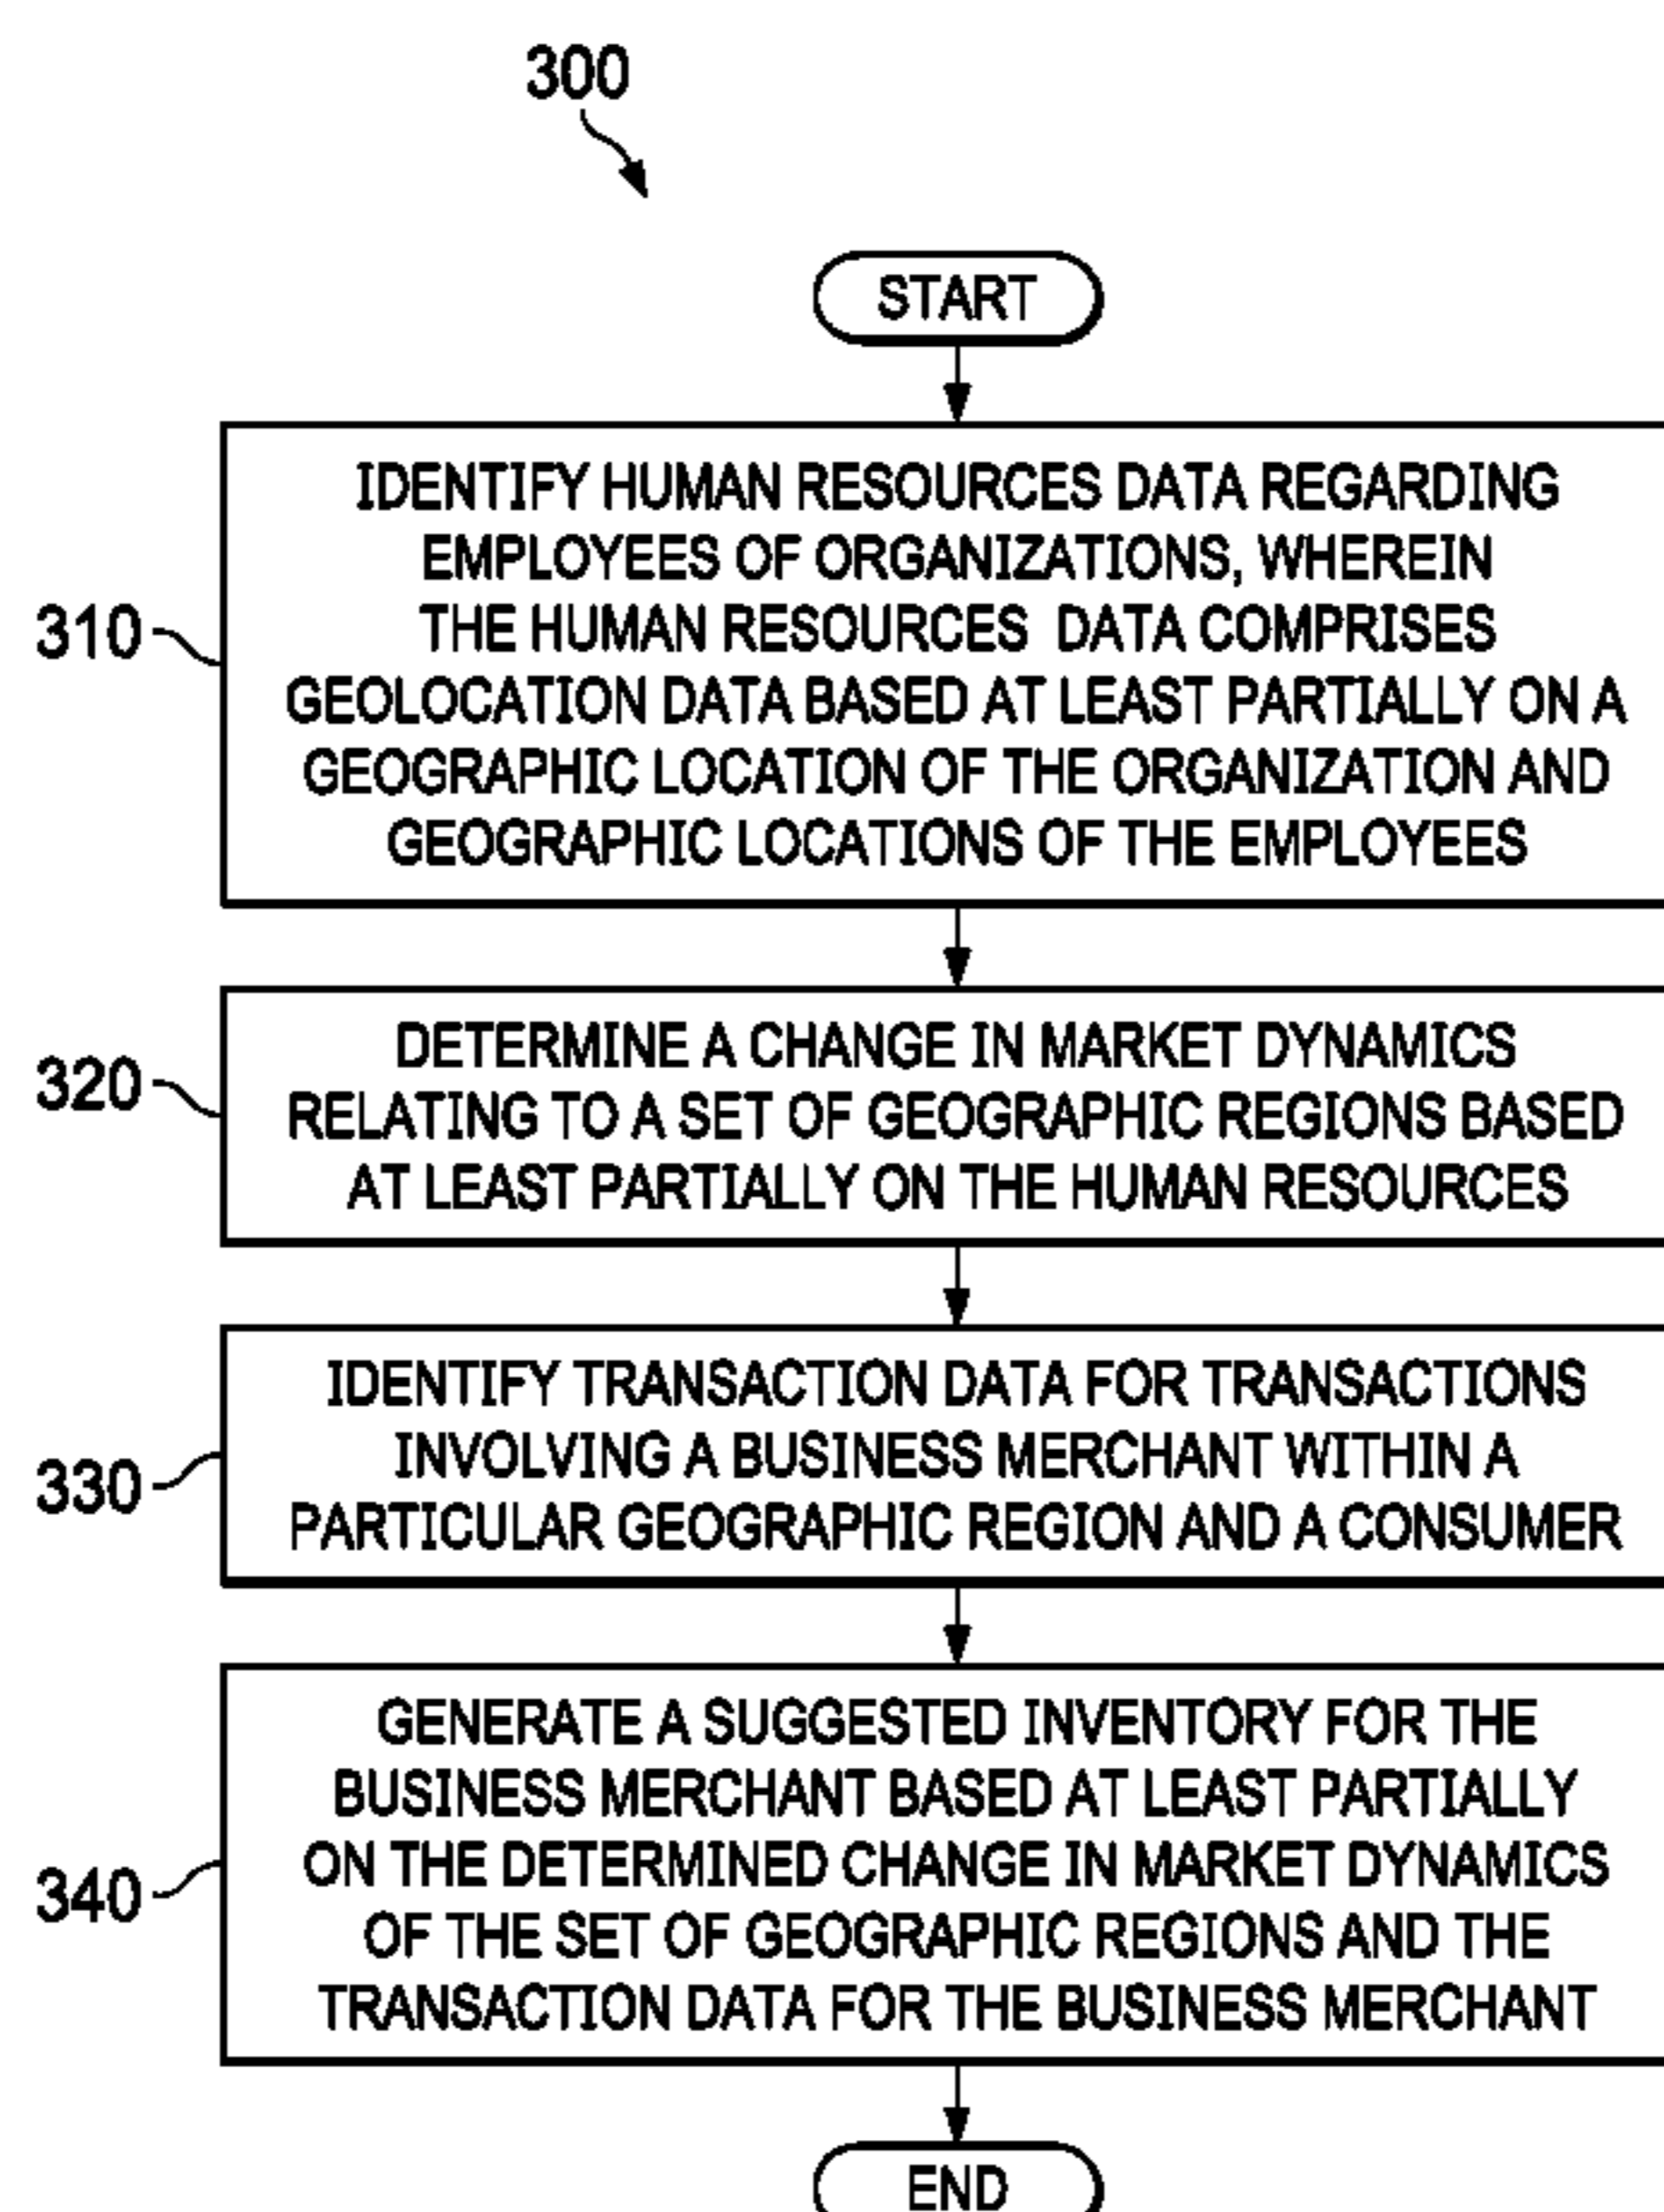 300
START
310
IDENTIFY HUMAN RESOURCES DATA REGARDING
EMPLOYEES OF ORGANIZATIONS, WHEREIN
THE HUMAN RESOURCES DATA COMPRISES
GEOLOCATION DATA BASED AT LEAST PARTIALLY ON A
GEOGRAPHIC LOCATION OF THE ORGANIZATION AND
GEOGRAPHIC LOCATIONS OF THE EMPLOYEES
320
DETERMINE A CHANGE IN MARKET DYNAMICS
RELATING TO A SET OF GEOGRAPHIC REGIONS BASED
AT LEAST PARTIALLY ON THE HUMAN RESOURCES
330
IDENTIFY TRANSACTION DATA FOR TRANSACTIONS
INVOLVING A BUSINESS MERCHANT WITHIN A
PARTICULAR GEOGRAPHIC REGION AND A CONSUMER
340
GENERATE A SUGGESTED INVENTORY FOR THE
BUSINESS MERCHANT BASED AT LEAST PARTIALLY
ON THE DETERMINED CHANGE IN MARKET DYNAMICS
OF THE SET OF GEOGRAPHIC REGIONS AND THE
TRANSACTION DATA FOR THE BUSINESS MERCHANT
END